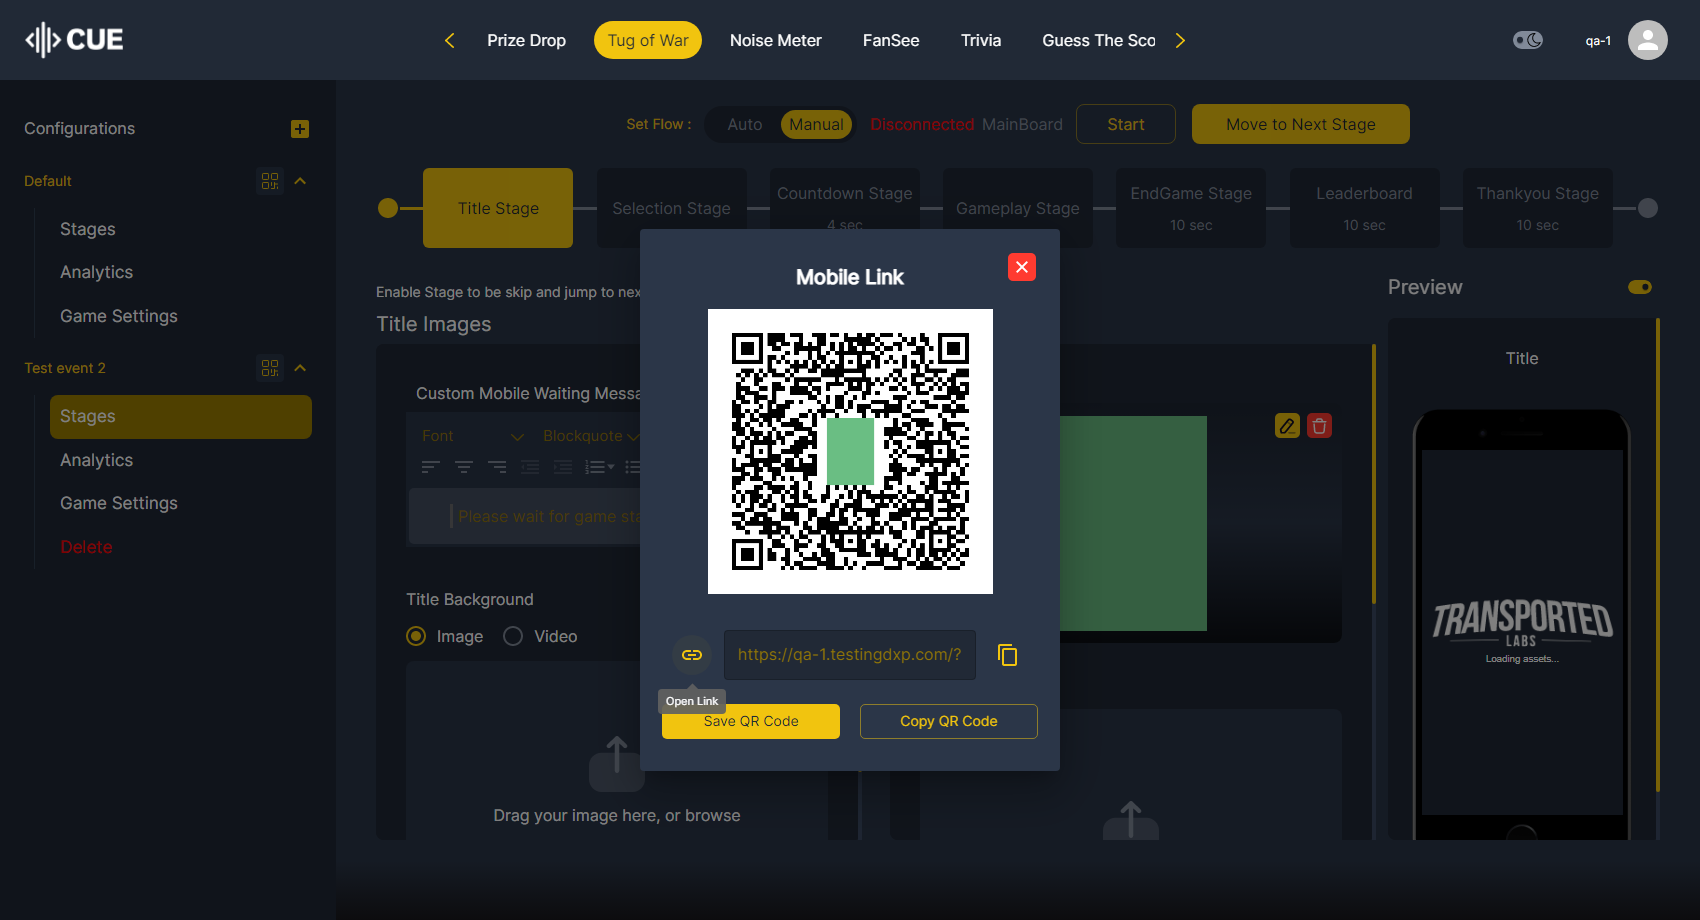 CUE
Prize Drop
Tug of War
Noise Meter
FanSee
Trivia
Guess The Sco
qa-1
Configurations
Set Flow :
Auto
Manual
Disconnected MainBoard
Start
Move to Next Stage
Default
Stages
Analytics
Game Settings
Test event 2
Stages
Analytics
Game Settings
Delete
Title Stage
Selection Stage
Countdown Stage
4 sec
Gameplay Stage
EndGame Stage
10 sec
Leaderboard
10 sec
Thankyou Stage
10 sec
Enable Stage to be skip and jump to nex
Title Images
Custom Mobile Waiting Messa
Font
Blockquote
Please wait for game sta
Title Background
Image
Video
Drag your image here, or browse
Mobile Link
https://qa-1.testingdxp.com/?
Open Link
Save QR Code
Copy QR Code
Preview
Title
TRANSPORTED
LABS
Loading assets...